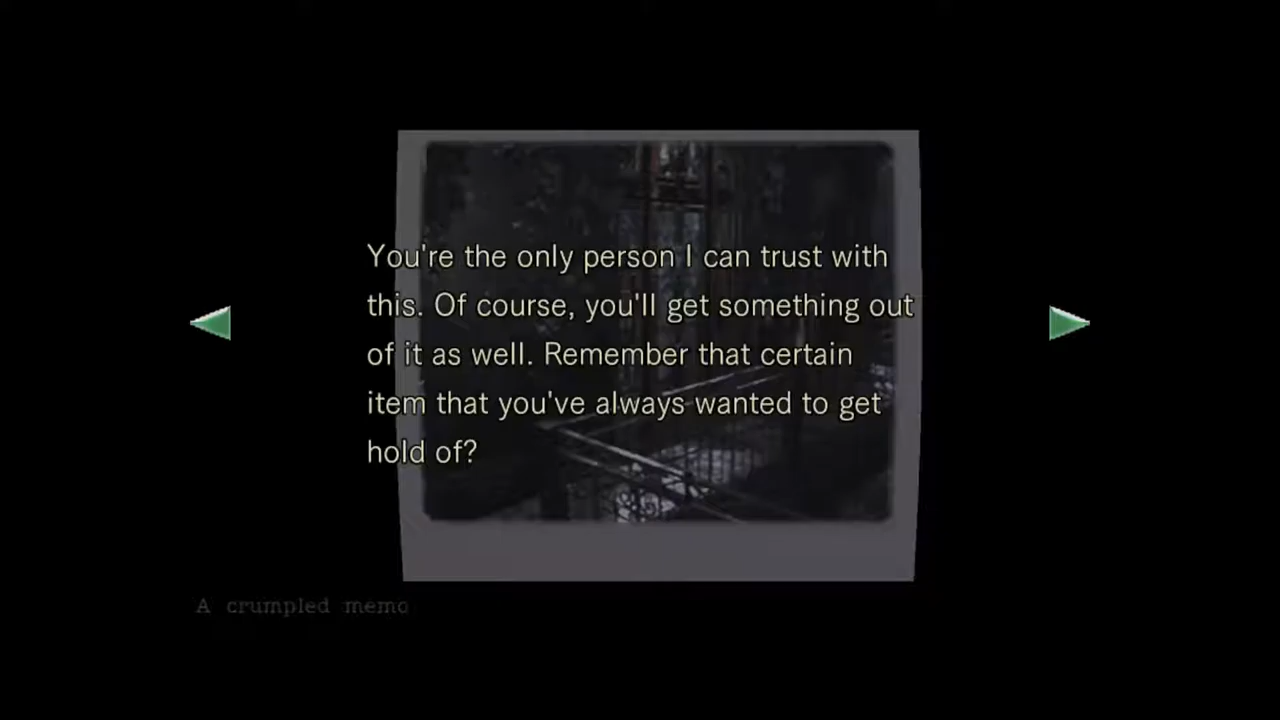 You're the only person I can trust with
this. Of course, you'll get something out
of it as well. Remember that certain
item that you've always wanted to get
hold of?
A crumpled memo